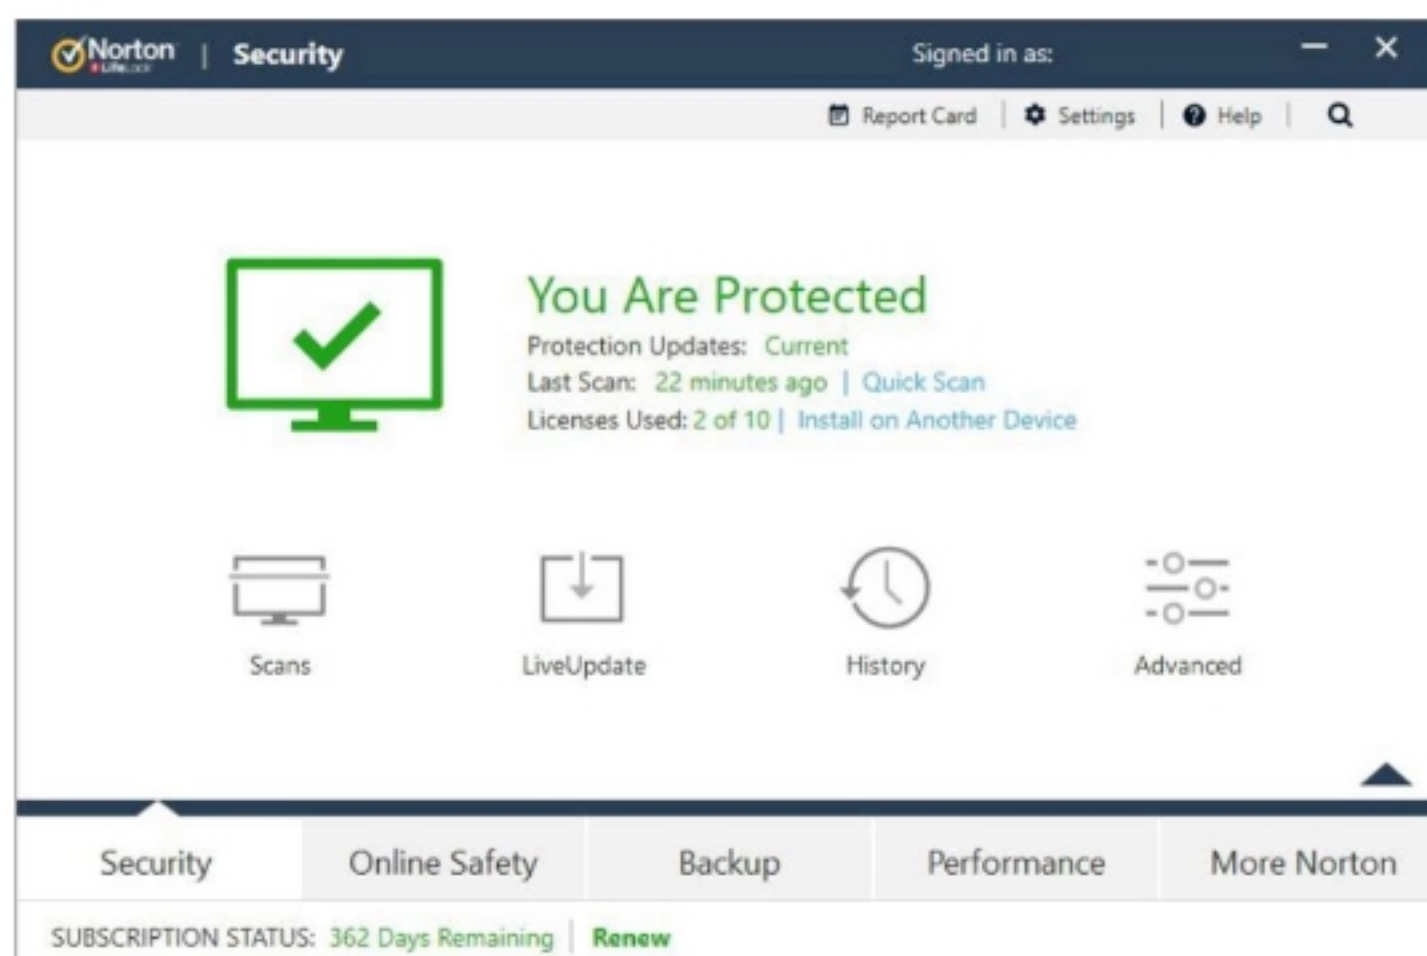 Norton | Security Signed in as:
LifeLock
Report Card | Settings | Help |
You Are Protected
Protection Updates: Current
Last Scan: 22 minutes ago | Quick Scan
Licenses Used: 2 of 10 | Install on Another Device
Scans LiveUpdate History Advanced
Security Online Safety Backup Performance More Norton
SUBSCRIPTION STATUS: 362 Days Remaining | Renew